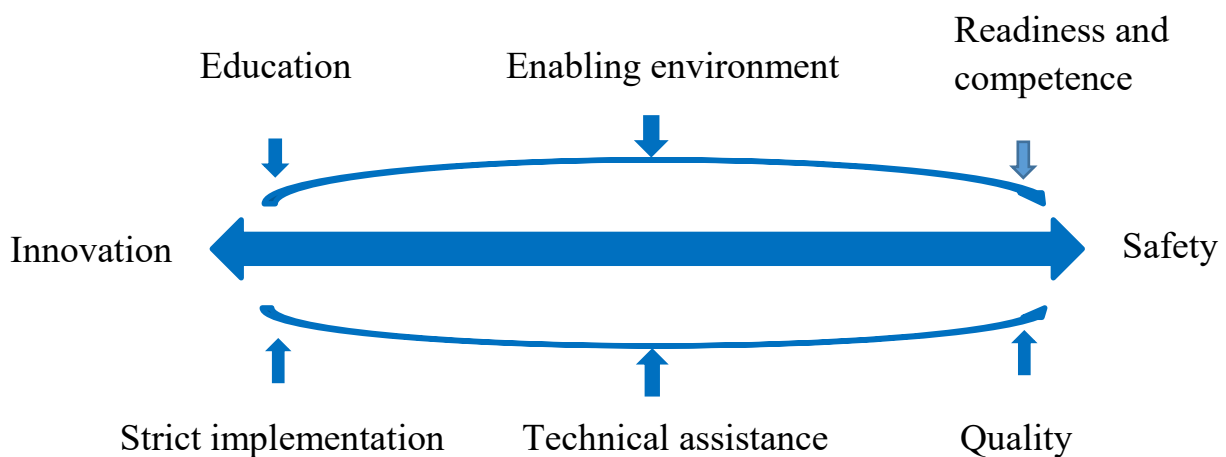 Education
Enabling environment
Readiness and
competence
Innovation
Safety
Strict implementation
Technical assistance
Quality